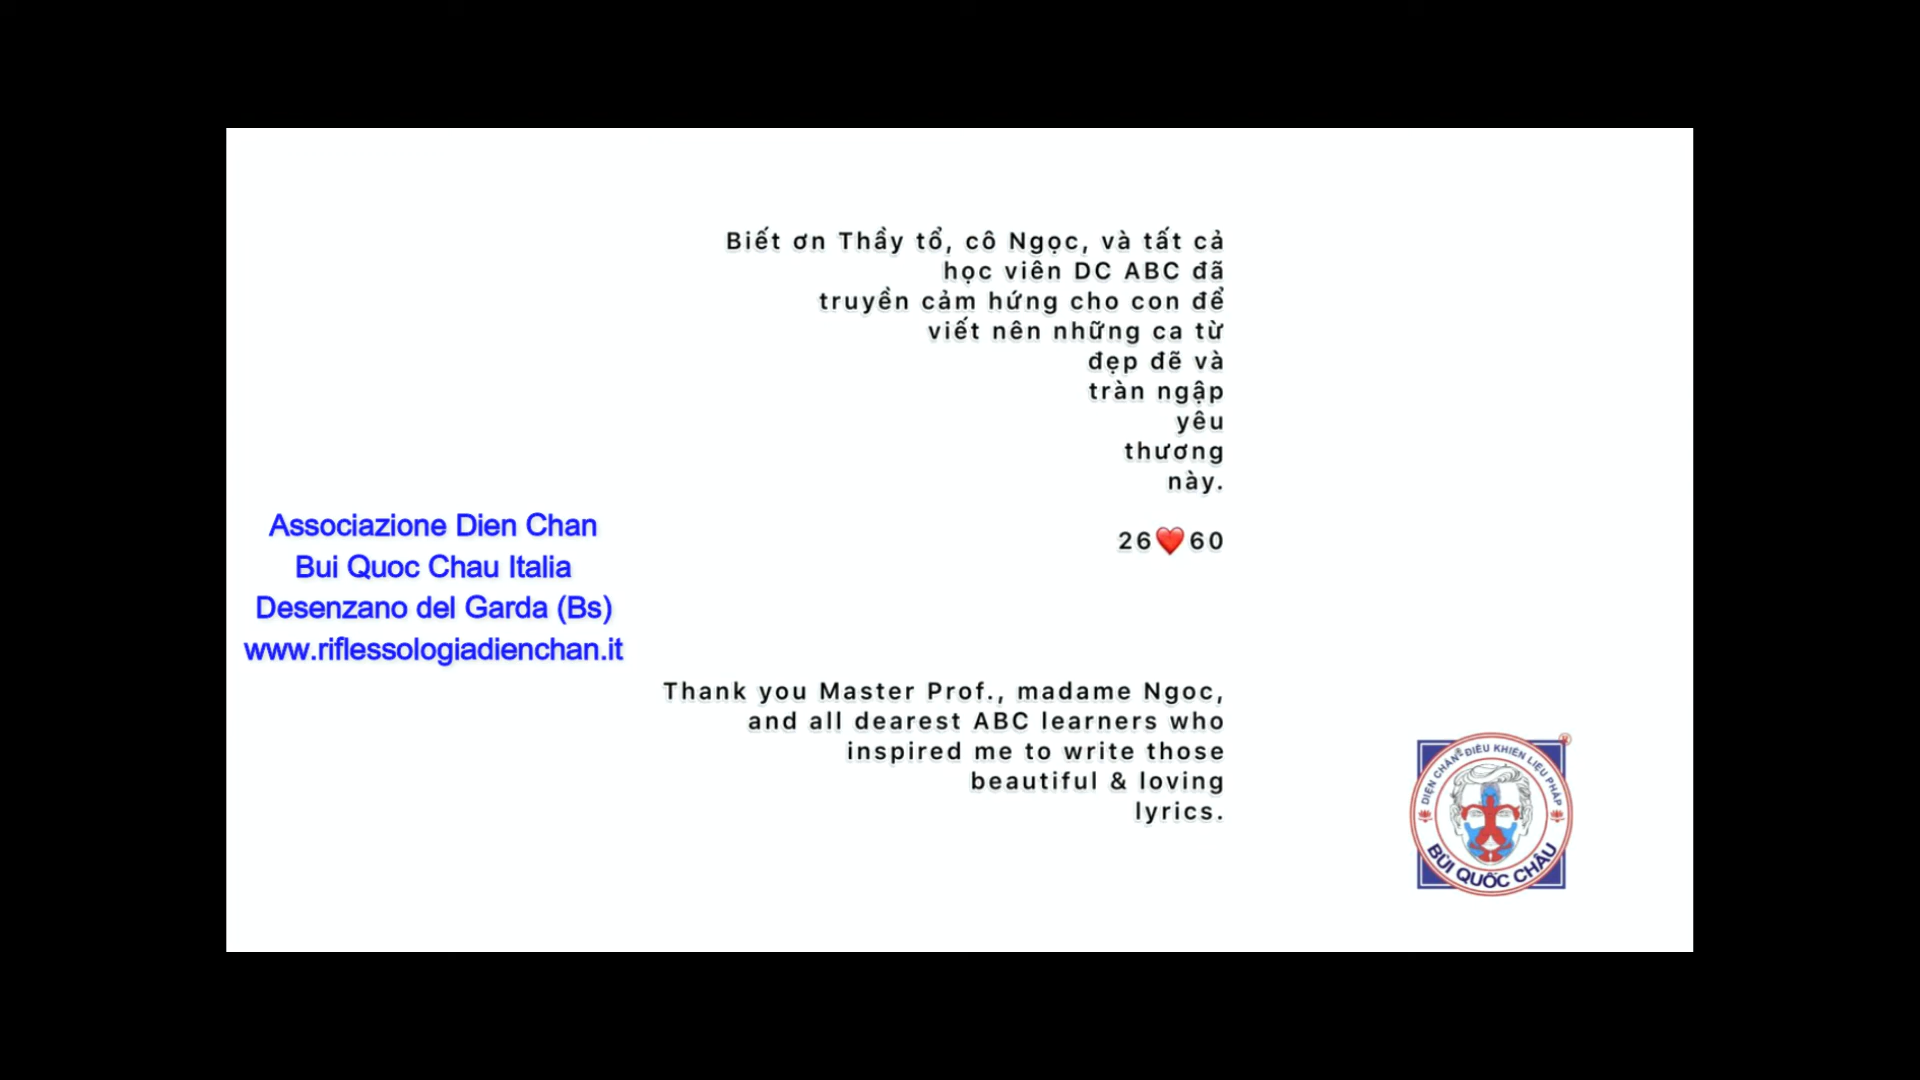 Biết ơn Thầy tổ, cô Ngọc, và tất cả
học viên DC ABC đã
truyền cảm hứng cho con để
viết nên những ca từ
đẹp đẽ và
tràn ngập
yêu
thương
này.
26❤️60
Associazione Dien Chan
Bui Quoc Chau Italia
Desenzano del Garda (Bs)
www.riflessologiadienchan.it
Thank you Master Prof., madame Ngoc,
and all dearest ABC learners who
inspired me to write those
beautiful & loving
lyrics.
DIỆN CHẨN® ĐIỀU KHIỂN LIỆU PHÁP
BÙI QUỐC CHÂU
®